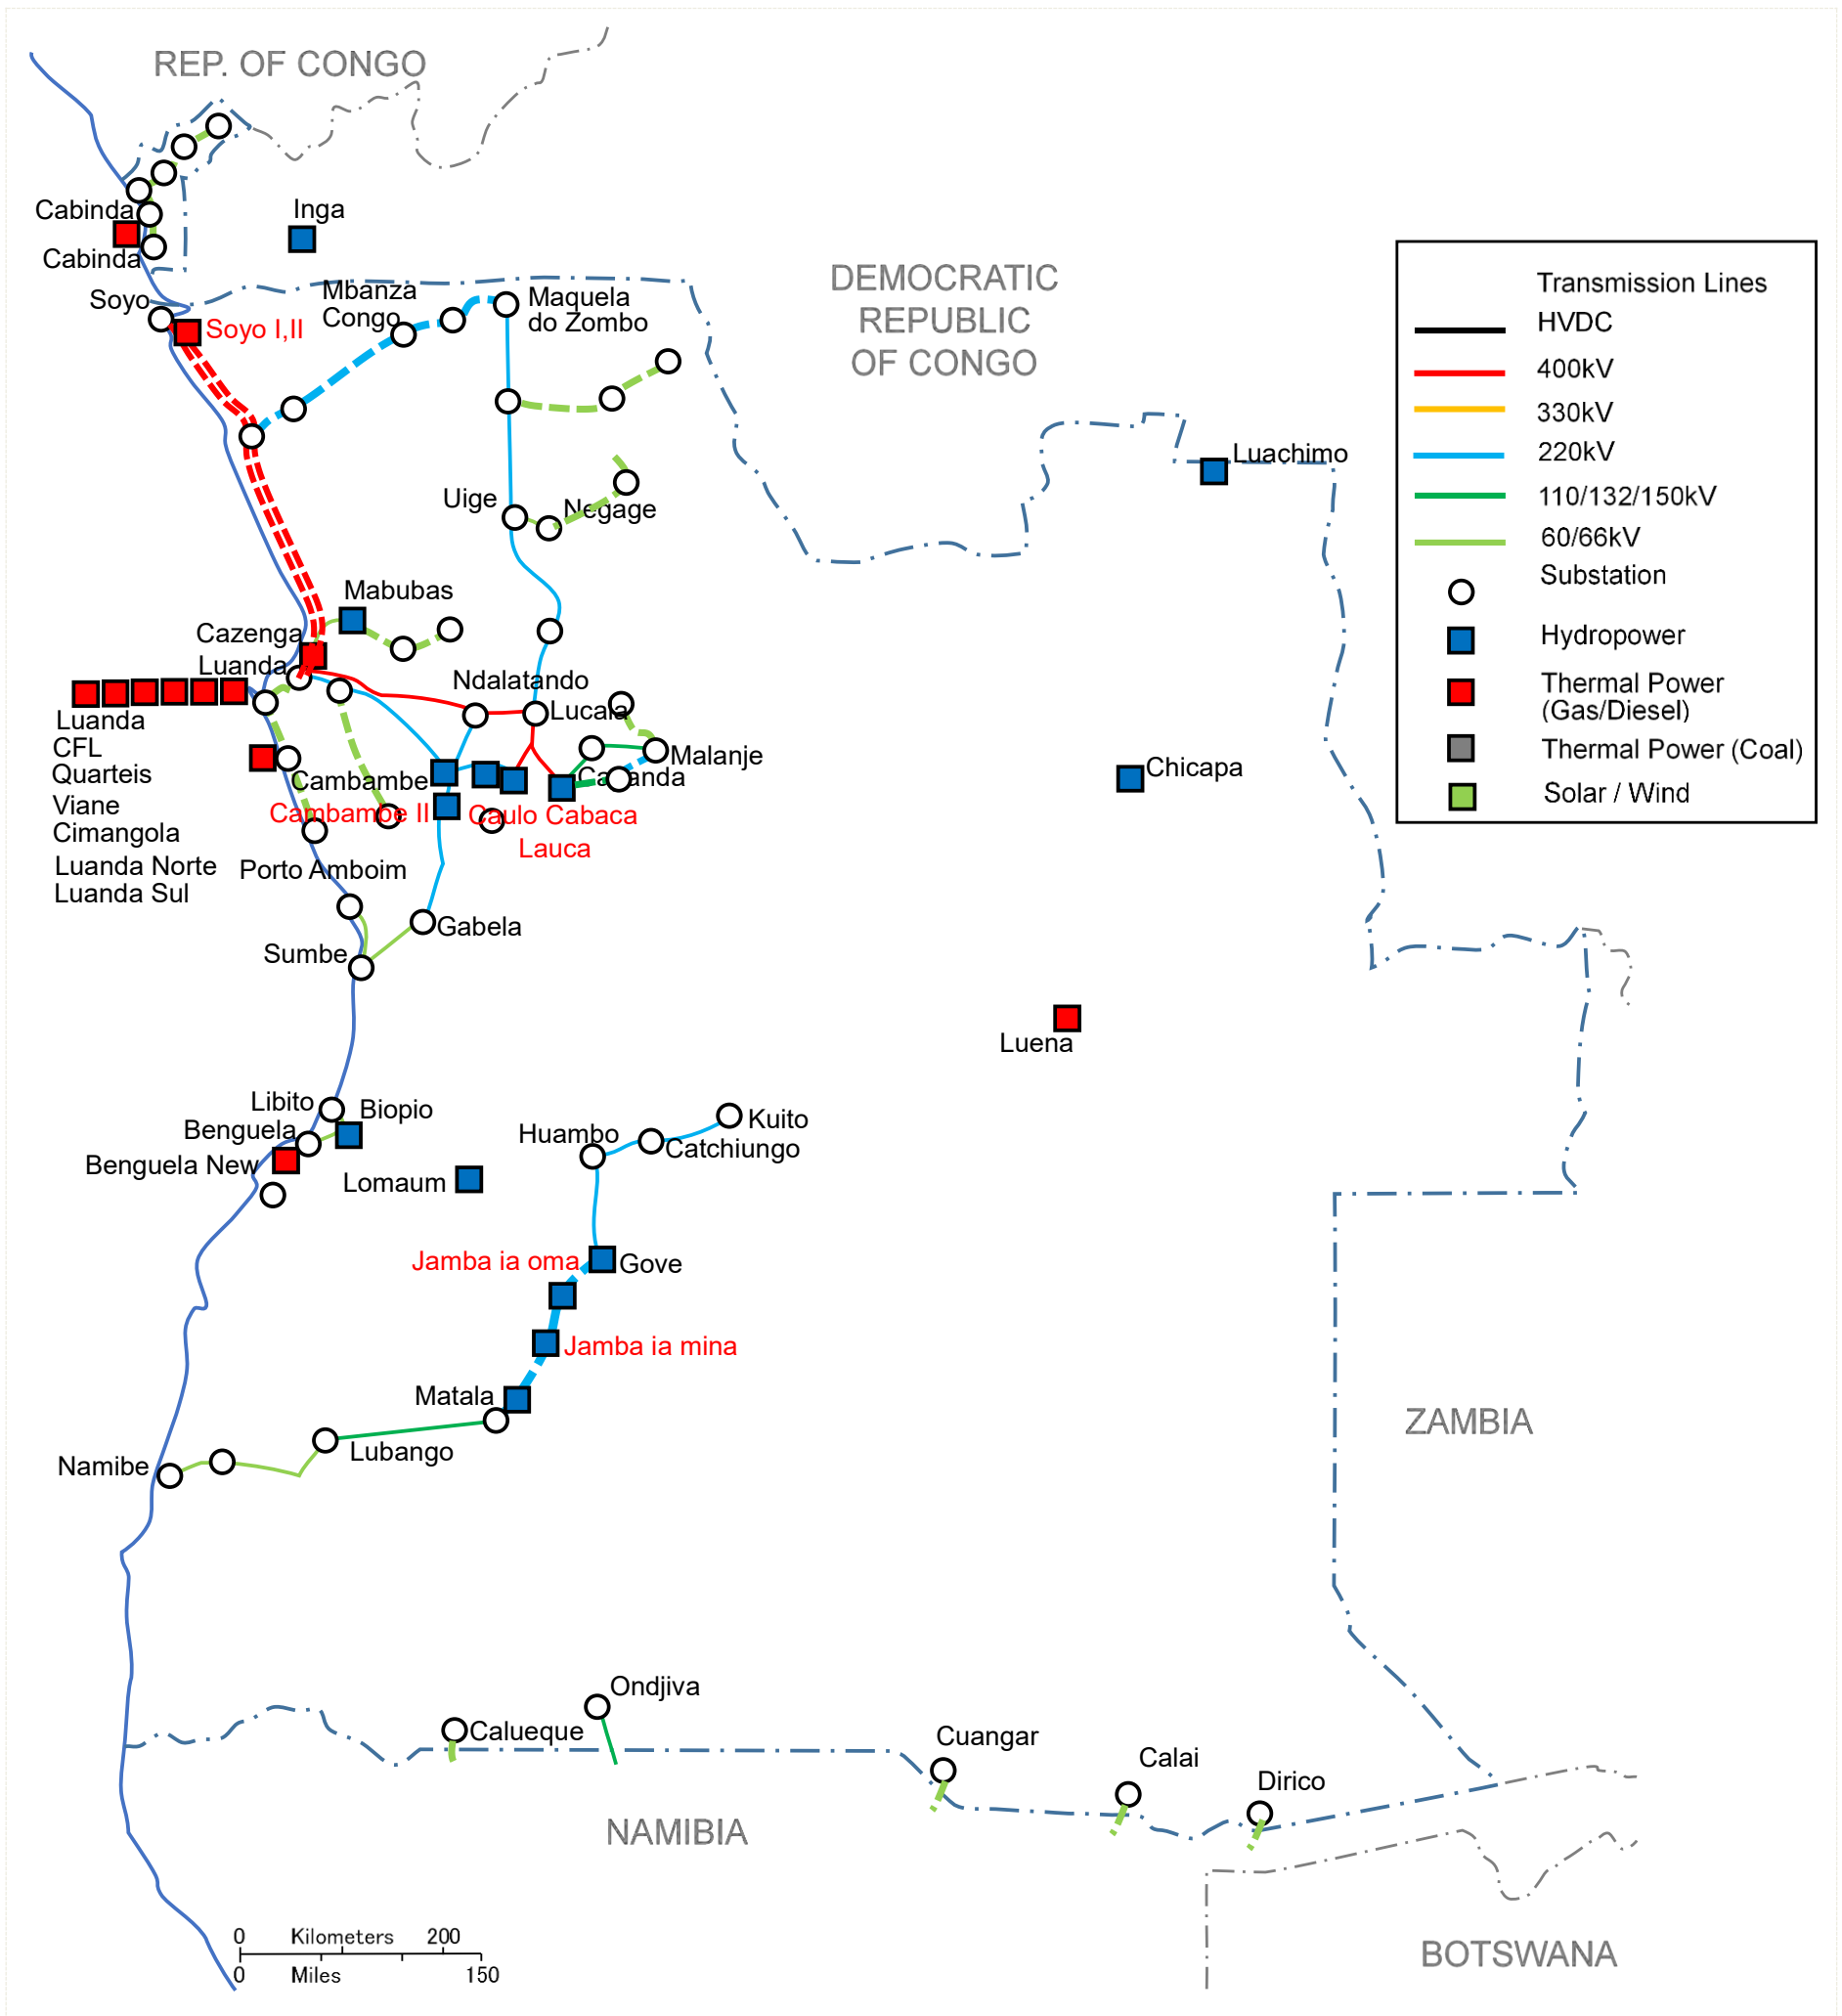 REP. OF CONGO
Cabinda
Inga
Cabinda
Soyo
Soyo I,II
Mbanza
Congo
Maquela
do Zombo
DEMOCRATIC
REPUBLIC
OF CONGO
Transmission Lines
HVDC
400kV
330kV
220kV
110/132/150kV
60/66kV
Substation
Hydropower
Thermal Power
(Gas/Diesel)
Thermal Power (Coal)
Solar / Wind
Luachimo
Uige
Negage
Mabubas
Cazenga
Luanda
Ndalatando
Lucala
Malanje
Luanda
CFL
Quarteis
Viane
Cimangola
Luanda Norte
Luanda Sul
Cambambe
Cambambe II
Caulo Cabaca
Lauca
Chicapa
Porto Amboim
Gabela
Sumbe
Luena
Libito
Biopio
Benguela
Benguela New
Lomaum
Huambo
Kuito
Catchiungo
Jamba ia oma
Gove
Jamba ia mina
Matala
Lubango
Namibe
ZAMBIA
Ondjiva
Calueque
Cuangar
Calai
Dirico
NAMIBIA
BOTSWANA
0 Kilometers 200
0 Miles 150